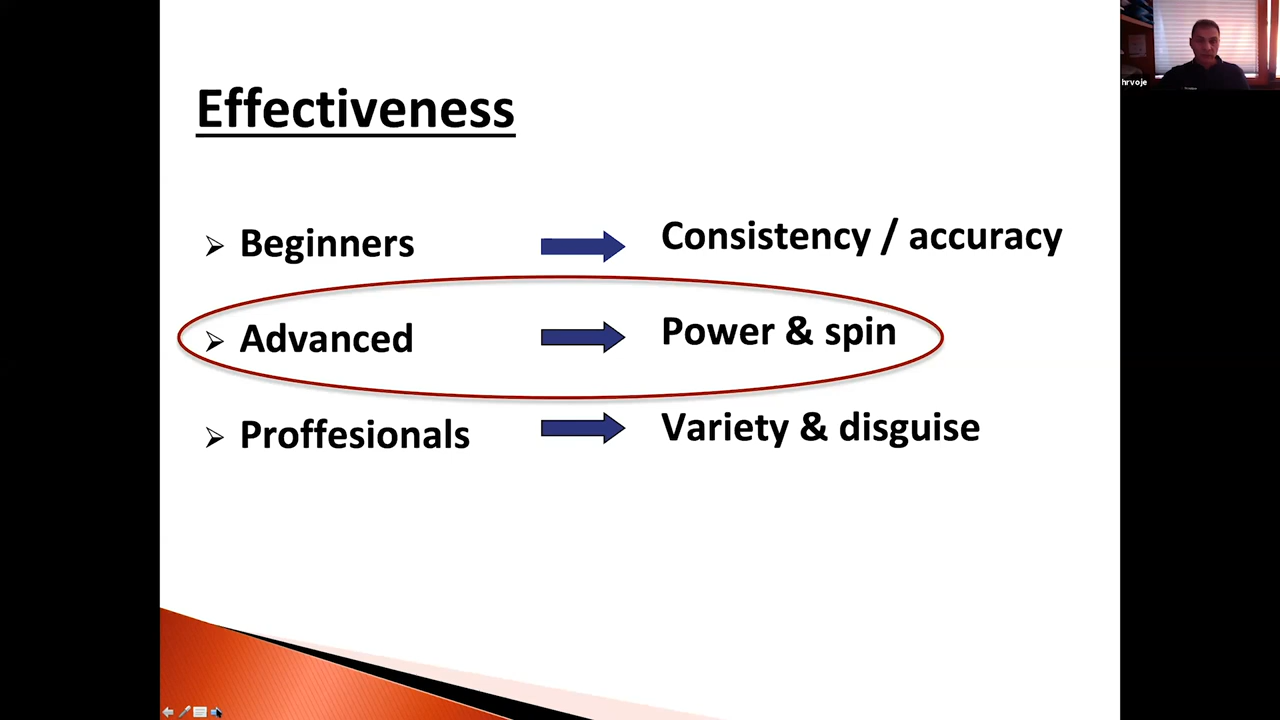 Effectiveness
Beginners Consistency / accuracy
Advanced Power & spin
Proffesionals Variety & disguise
hrvoje